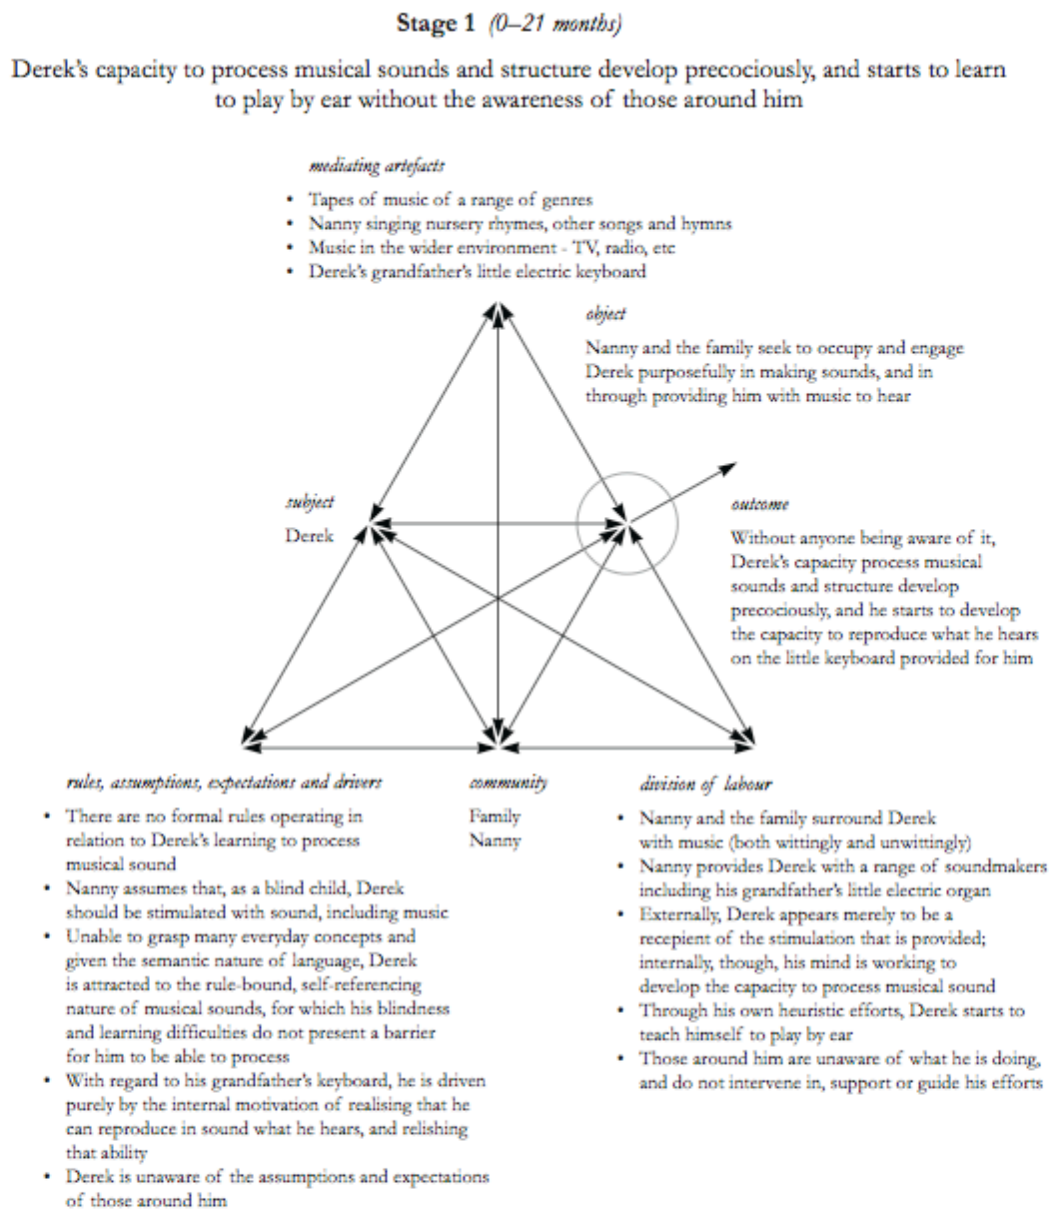 Stage 1 (0–21 months)
Derek's capacity to process musical sounds and structure develop precociously, and starts to learn
to play by ear without the awareness of those around him
mediating artefacts
• Tapes of music of a range of genres
• Nanny singing nursery rhymes, other songs and hymns
• Music in the wider environment - TV, radio, etc
• Derek's grandfather's little electric keyboard
object
Nanny and the family seek to occupy and engage
Derek purposefully in making sounds, and in
through providing him with music to hear
subject
Derek
outcome
Without anyone being aware of it,
Derek's capacity process musical
sounds and structure develop
precociously, and he starts to develop
the capacity to reproduce what he hears
on the little keyboard provided for him
rules, assumptions, expectations and drivers
• There are no formal rules operating in
relation to Derek's learning to process
musical sound
• Nanny assumes that, as a blind child, Derek
should be stimulated with sound, including music
• Unable to grasp many everyday concepts and
given the semantic nature of language, Derek
is attracted to the rule-bound, self-referencing
nature of musical sounds, for which his blindness
and learning difficulties do not present a barrier
for him to be able to process
• With regard to his grandfather's keyboard, he is driven
purely by the internal motivation of realising that he
can reproduce in sound what he hears, and relishing
that ability
• Derek is unaware of the assumptions and expectations
of those around him
community
Family
Nanny
division of labour
• Nanny and the family surround Derek
with music (both wittingly and unwittingly)
• Nanny provides Derek with a range of soundmakers
including his grandfather's little electric organ
• Externally, Derek appears merely to be a
recepient of the stimulation that is provided;
internally, though, his mind is working to
develop the capacity to process musical sound
• Through his own heuristic efforts, Derek starts to
teach himself to play by ear
• Those around him are unaware of what he is doing,
and do not intervene in, support or guide his efforts